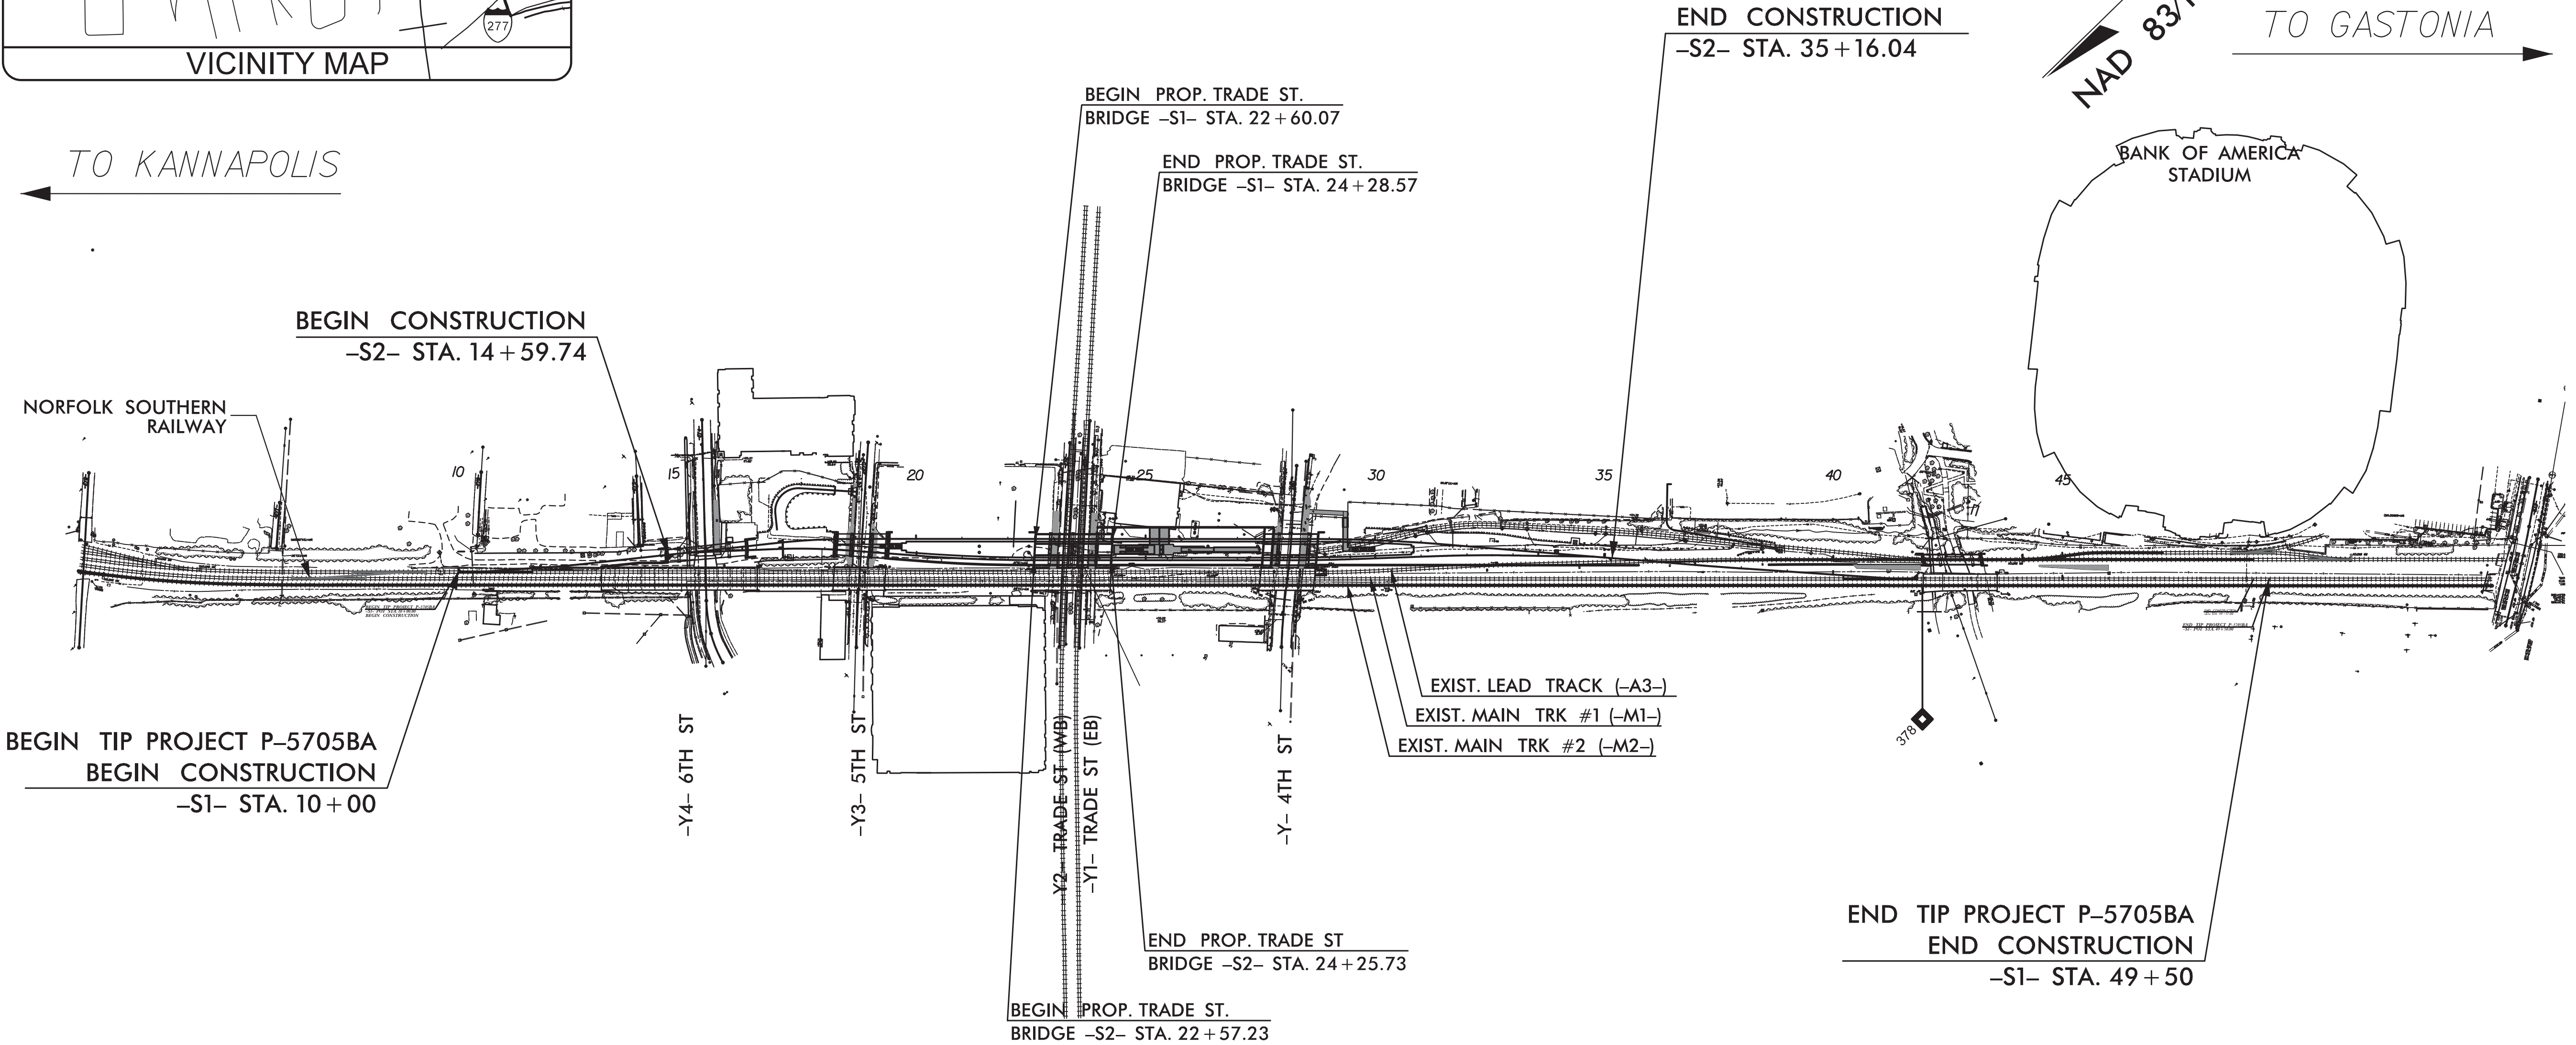 277
VICINITY MAP
TO KANNAPOLIS
END CONSTRUCTION
–S2– STA. 35+16.04
NAD 83/
TO GASTONIA
BEGIN PROP. TRADE ST.
BRIDGE –S1– STA. 22+60.07
END PROP. TRADE ST.
BRIDGE –S1– STA. 24+28.57
BANK OF AMERICA
STADIUM
BEGIN CONSTRUCTION
–S2– STA. 14+59.74
NORFOLK SOUTHERN
RAILWAY
10
15
20
25
30
35
40
45
BEGIN TIP PROJECT P–5705BA
BEGIN CONSTRUCTION
–S1– STA. 10+00
–Y4– 6TH ST
–Y3– 5TH ST
Y2– TRADE ST (WB)
–Y1– TRADE ST (EB)
–Y– 4TH ST
EXIST. LEAD TRACK (–A3–)
EXIST. MAIN TRK #1 (–M1–)
EXIST. MAIN TRK #2 (–M2–)
378
END PROP. TRADE ST
BRIDGE –S2– STA. 24+25.73
BEGIN PROP. TRADE ST.
BRIDGE –S2– STA. 22+57.23
END TIP PROJECT P–5705BA
END CONSTRUCTION
–S1– STA. 49+50